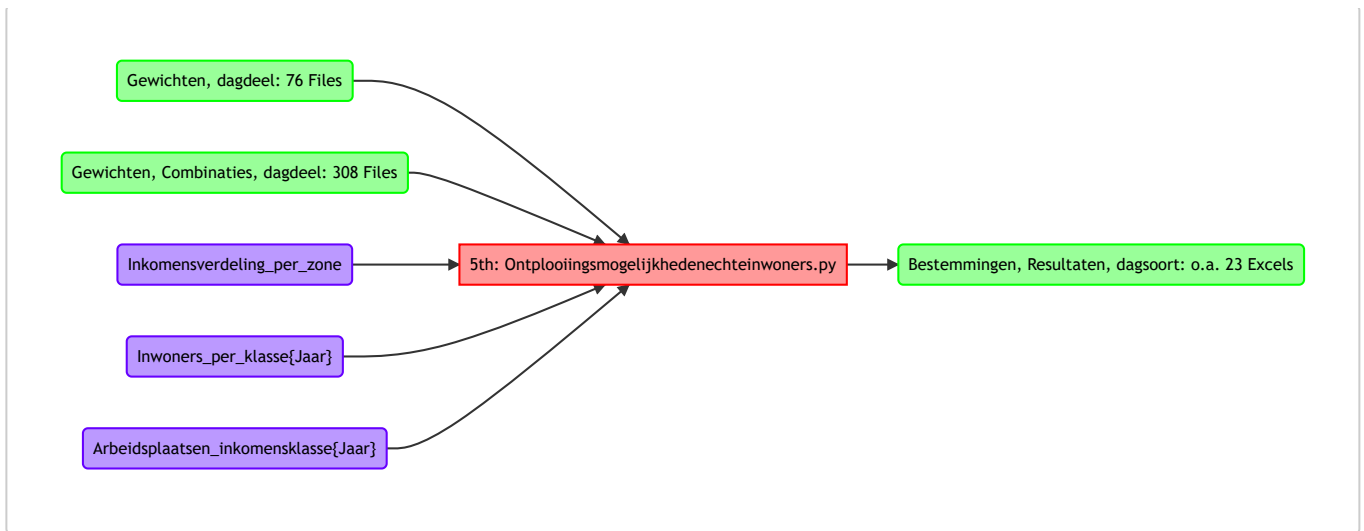 Gewichten, dagdeel: 76 Files
Gewichten, Combinaties, dagdeel: 308 Files
Inkomensverdeling_per_zone
5th: Ontplooiingsmogelijkhedenechteinwoners.py
Bestemmingen, Resultaten, dagsoort: o.a. 23 Excels
Inwoners_per_klasse{Jaar}
Arbeidsplaatsen_inkomensklasse{Jaar}